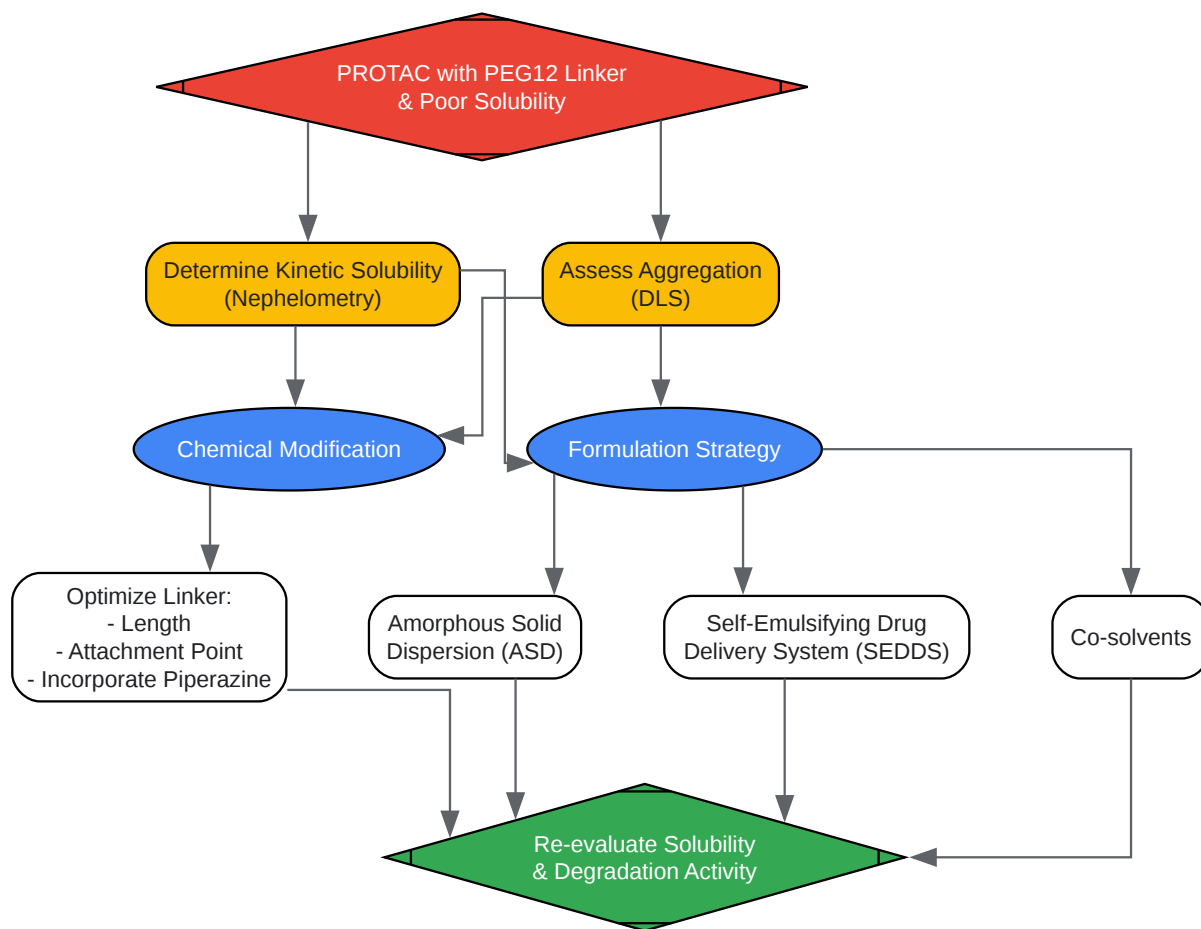 PROTAC with PEG12 Linker
& Poor Solubility
Determine Kinetic Solubility
(Nephelometry)
Assess Aggregation
(DLS)
Chemical Modification
Formulation Strategy
Optimize Linker:
- Length
- Attachment Point
- Incorporate Piperazine
Amorphous Solid
Dispersion (ASD)
Self-Emulsifying Drug
Delivery System (SEDDS)
Co-solvents
Re-evaluate Solubility
& Degradation Activity